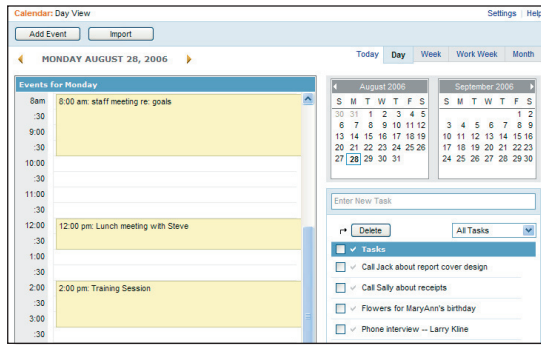 Calendar: Day View
Settings | Help
Add Event
Import
MONDAY AUGUST 28, 2006
Today Day Week Work Week Month
Events for Monday
8am 8:00 am: staff meeting re: goals
:30
9:00
:30
10:00
:30
11:00
:30
12:00 12:00 pm: Lunch meeting with Steve
:30
1:00
:30
2:00 2:00 pm: Training Session
:30
3:00
:30
August 2006
S M T W T F S
30 31 1 2 3 4 5
6 7 8 9 10 11 12
13 14 15 16 17 18 19
20 21 22 23 24 25 26
27 28 29 30 31
September 2006
S M T W T F S
1 2
3 4 5 6 7 8 9
10 11 12 13 14 15 16
17 18 19 20 21 22 23
24 25 26 27 28 29 30
Enter New Task
Delete
All Tasks
Tasks
Call Jack about report cover design
Call Sally about receipts
Flowers for MaryAnn's birthday
Phone interview -- Larry Kline